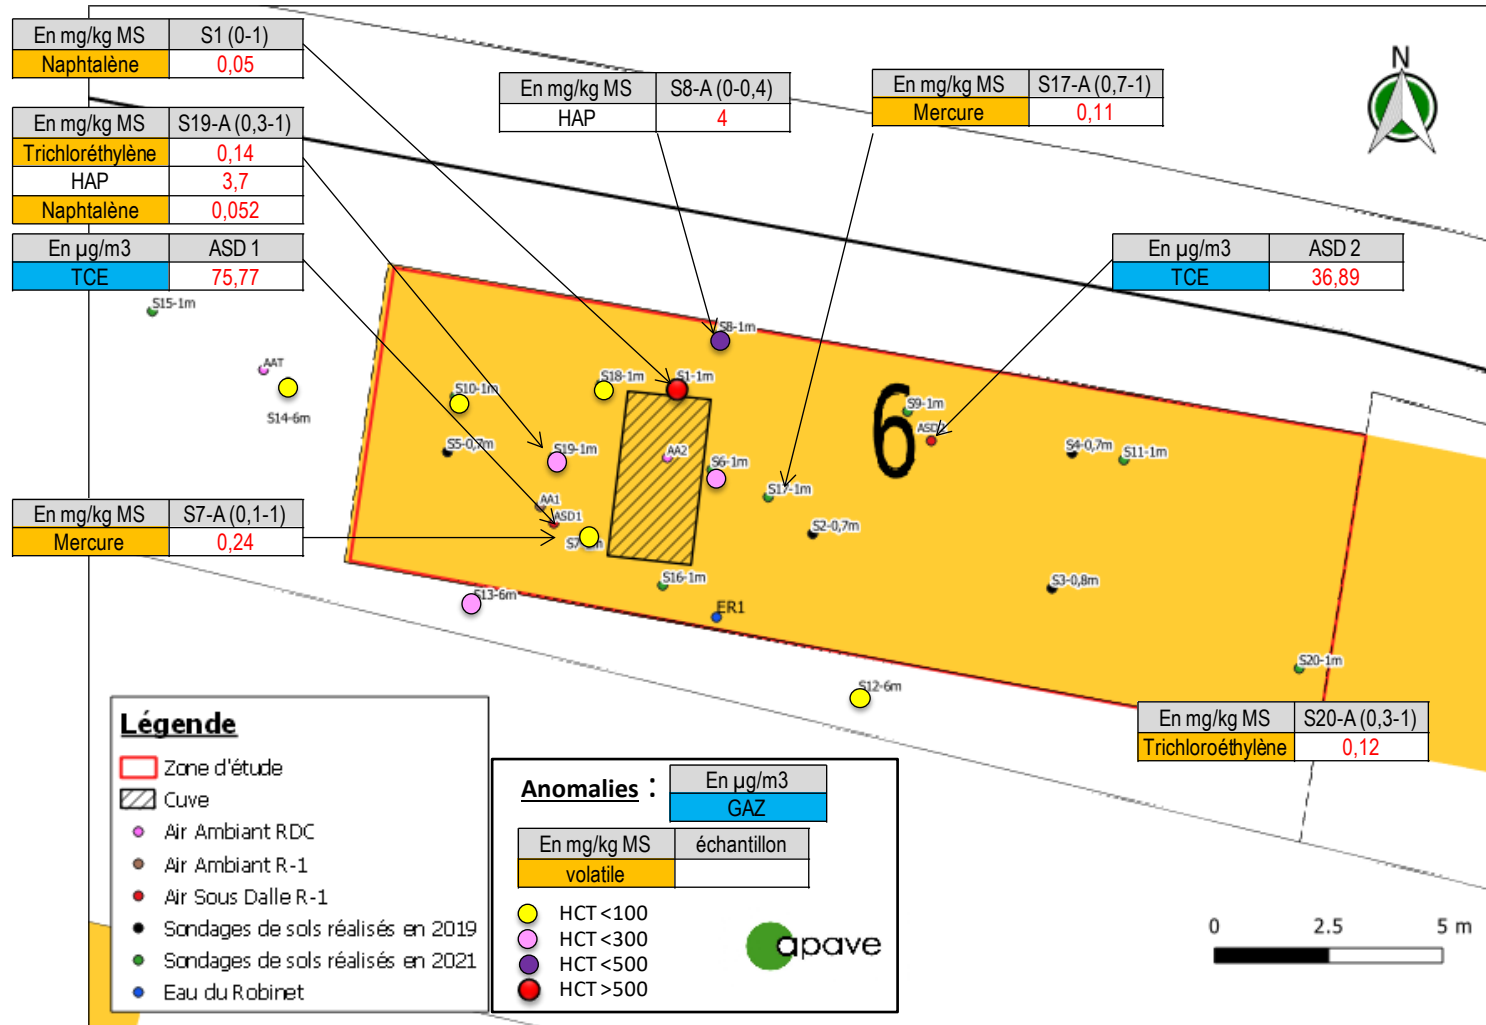 En mg/kg MS S1 (0-1)
Naphtalène 0,05
En mg/kg MS S19-A (0,3-1)
Trichloréthylène 0,14
HAP 3,7
Naphtalène 0,052
En µg/m3 ASD 1
TCE 75,77
En mg/kg MS S8-A (0-0,4)
HAP 4
En mg/kg MS S17-A (0,7-1)
Mercure 0,11
N
En µg/m3 ASD 2
TCE 36,89
S15-1m
AAT
S14-6m
S8-1m
S10-1m
S18-1m
S1-1m
S5-0,7m
S19-1m
AA2
S6-1m
6
S9-1m
S4-0,7m
S11-1m
S17-1m
AA1
ASD1
S2-0,7m
En mg/kg MS S7-A (0,1-1)
Mercure 0,24
S16-1m
S3-0,8m
S13-6m
ER1
S20-1m
S12-6m
En mg/kg MS S20-A (0,3-1)
Trichloroéthylène 0,12
Légende
Zone d'étude
Cuve
Air Ambiant RDC
Air Ambiant R-1
Air Sous Dalle R-1
Sondages de sols réalisés en 2019
Sondages de sols réalisés en 2021
Eau du Robinet
Anomalies :
En µg/m3
GAZ
En mg/kg MS échantillon
volatile
HCT <100
HCT <300
HCT <500
HCT >500
apave
0 2.5 5 m